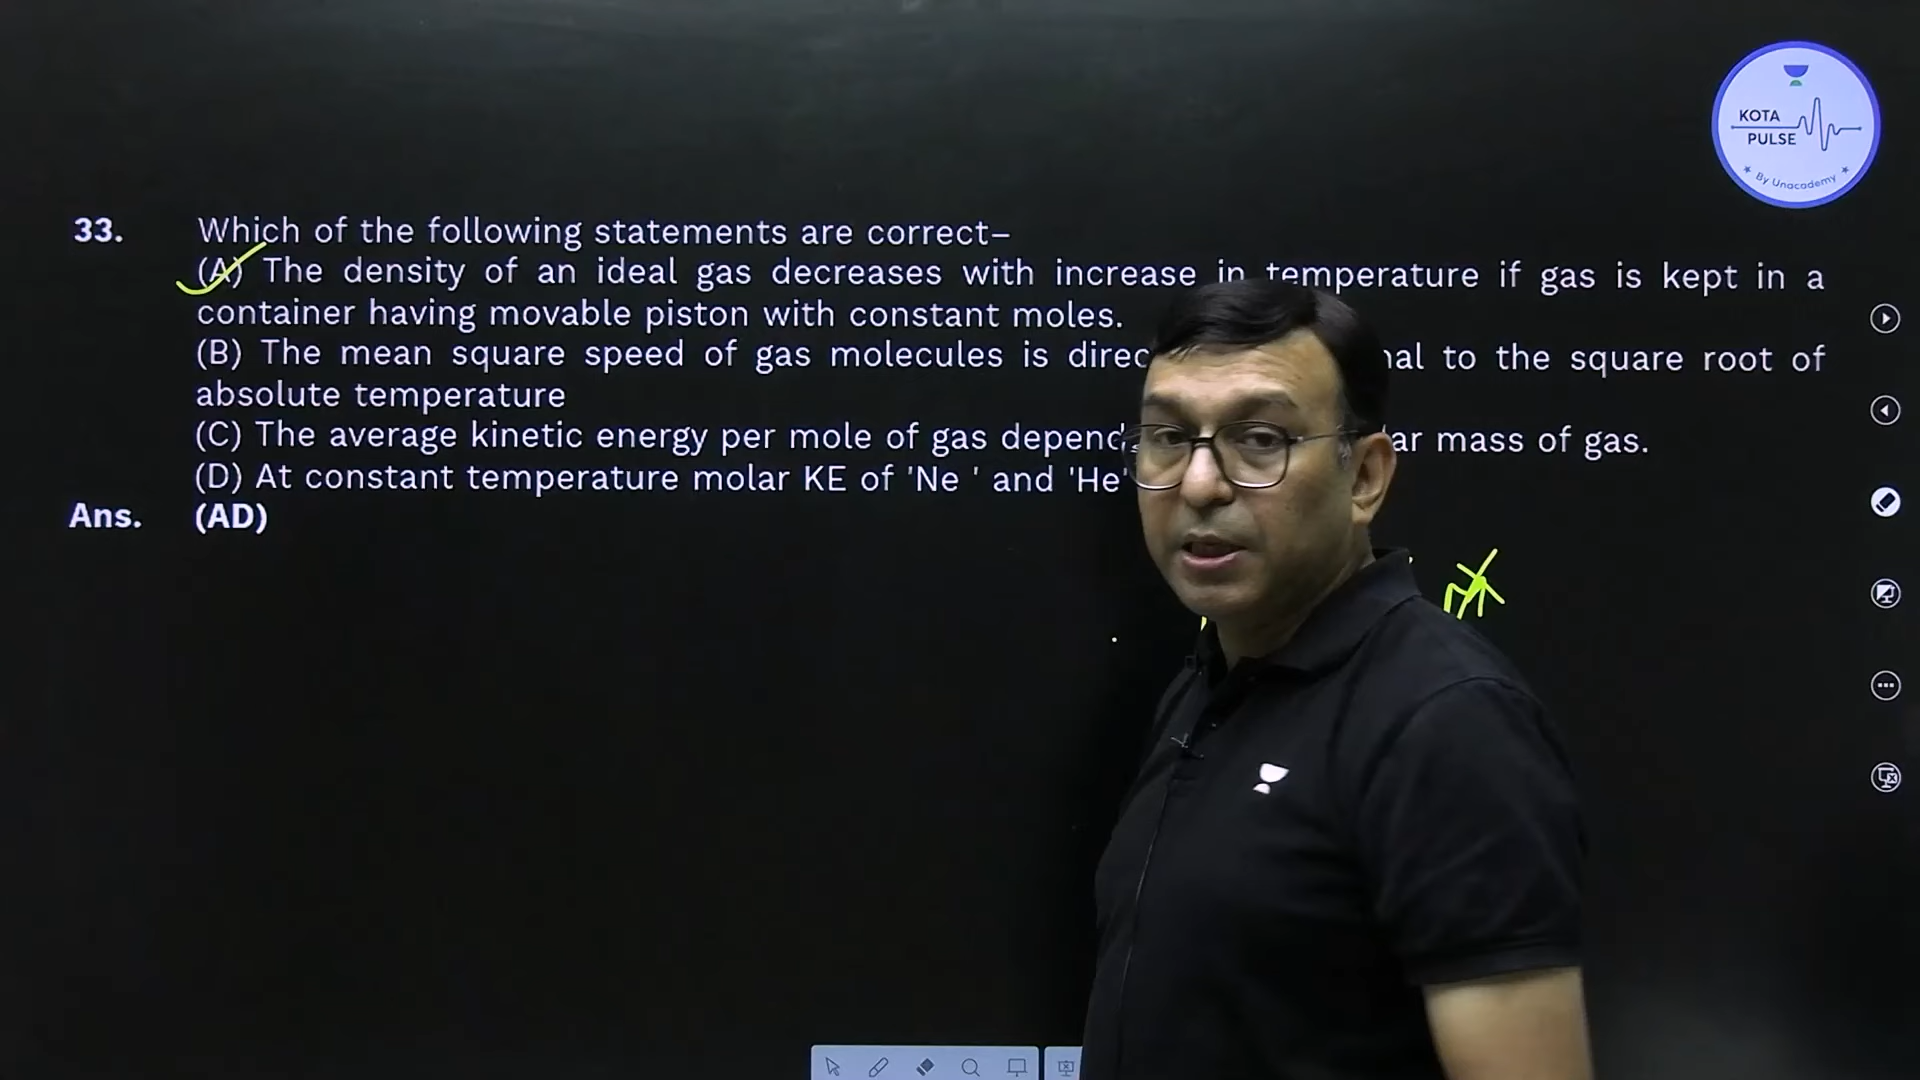 KOTA
PULSE
By Unacademy
33. Which of the following statements are correct–
(A) The density of an ideal gas decreases with increase in temperature if gas is kept in a
container having movable piston with constant moles.
(B) The mean square speed of gas molecules is direc nal to the square root of
absolute temperature
(C) The average kinetic energy per mole of gas depend ar mass of gas.
(D) At constant temperature molar KE of 'Ne ' and 'He'
Ans. (AD)